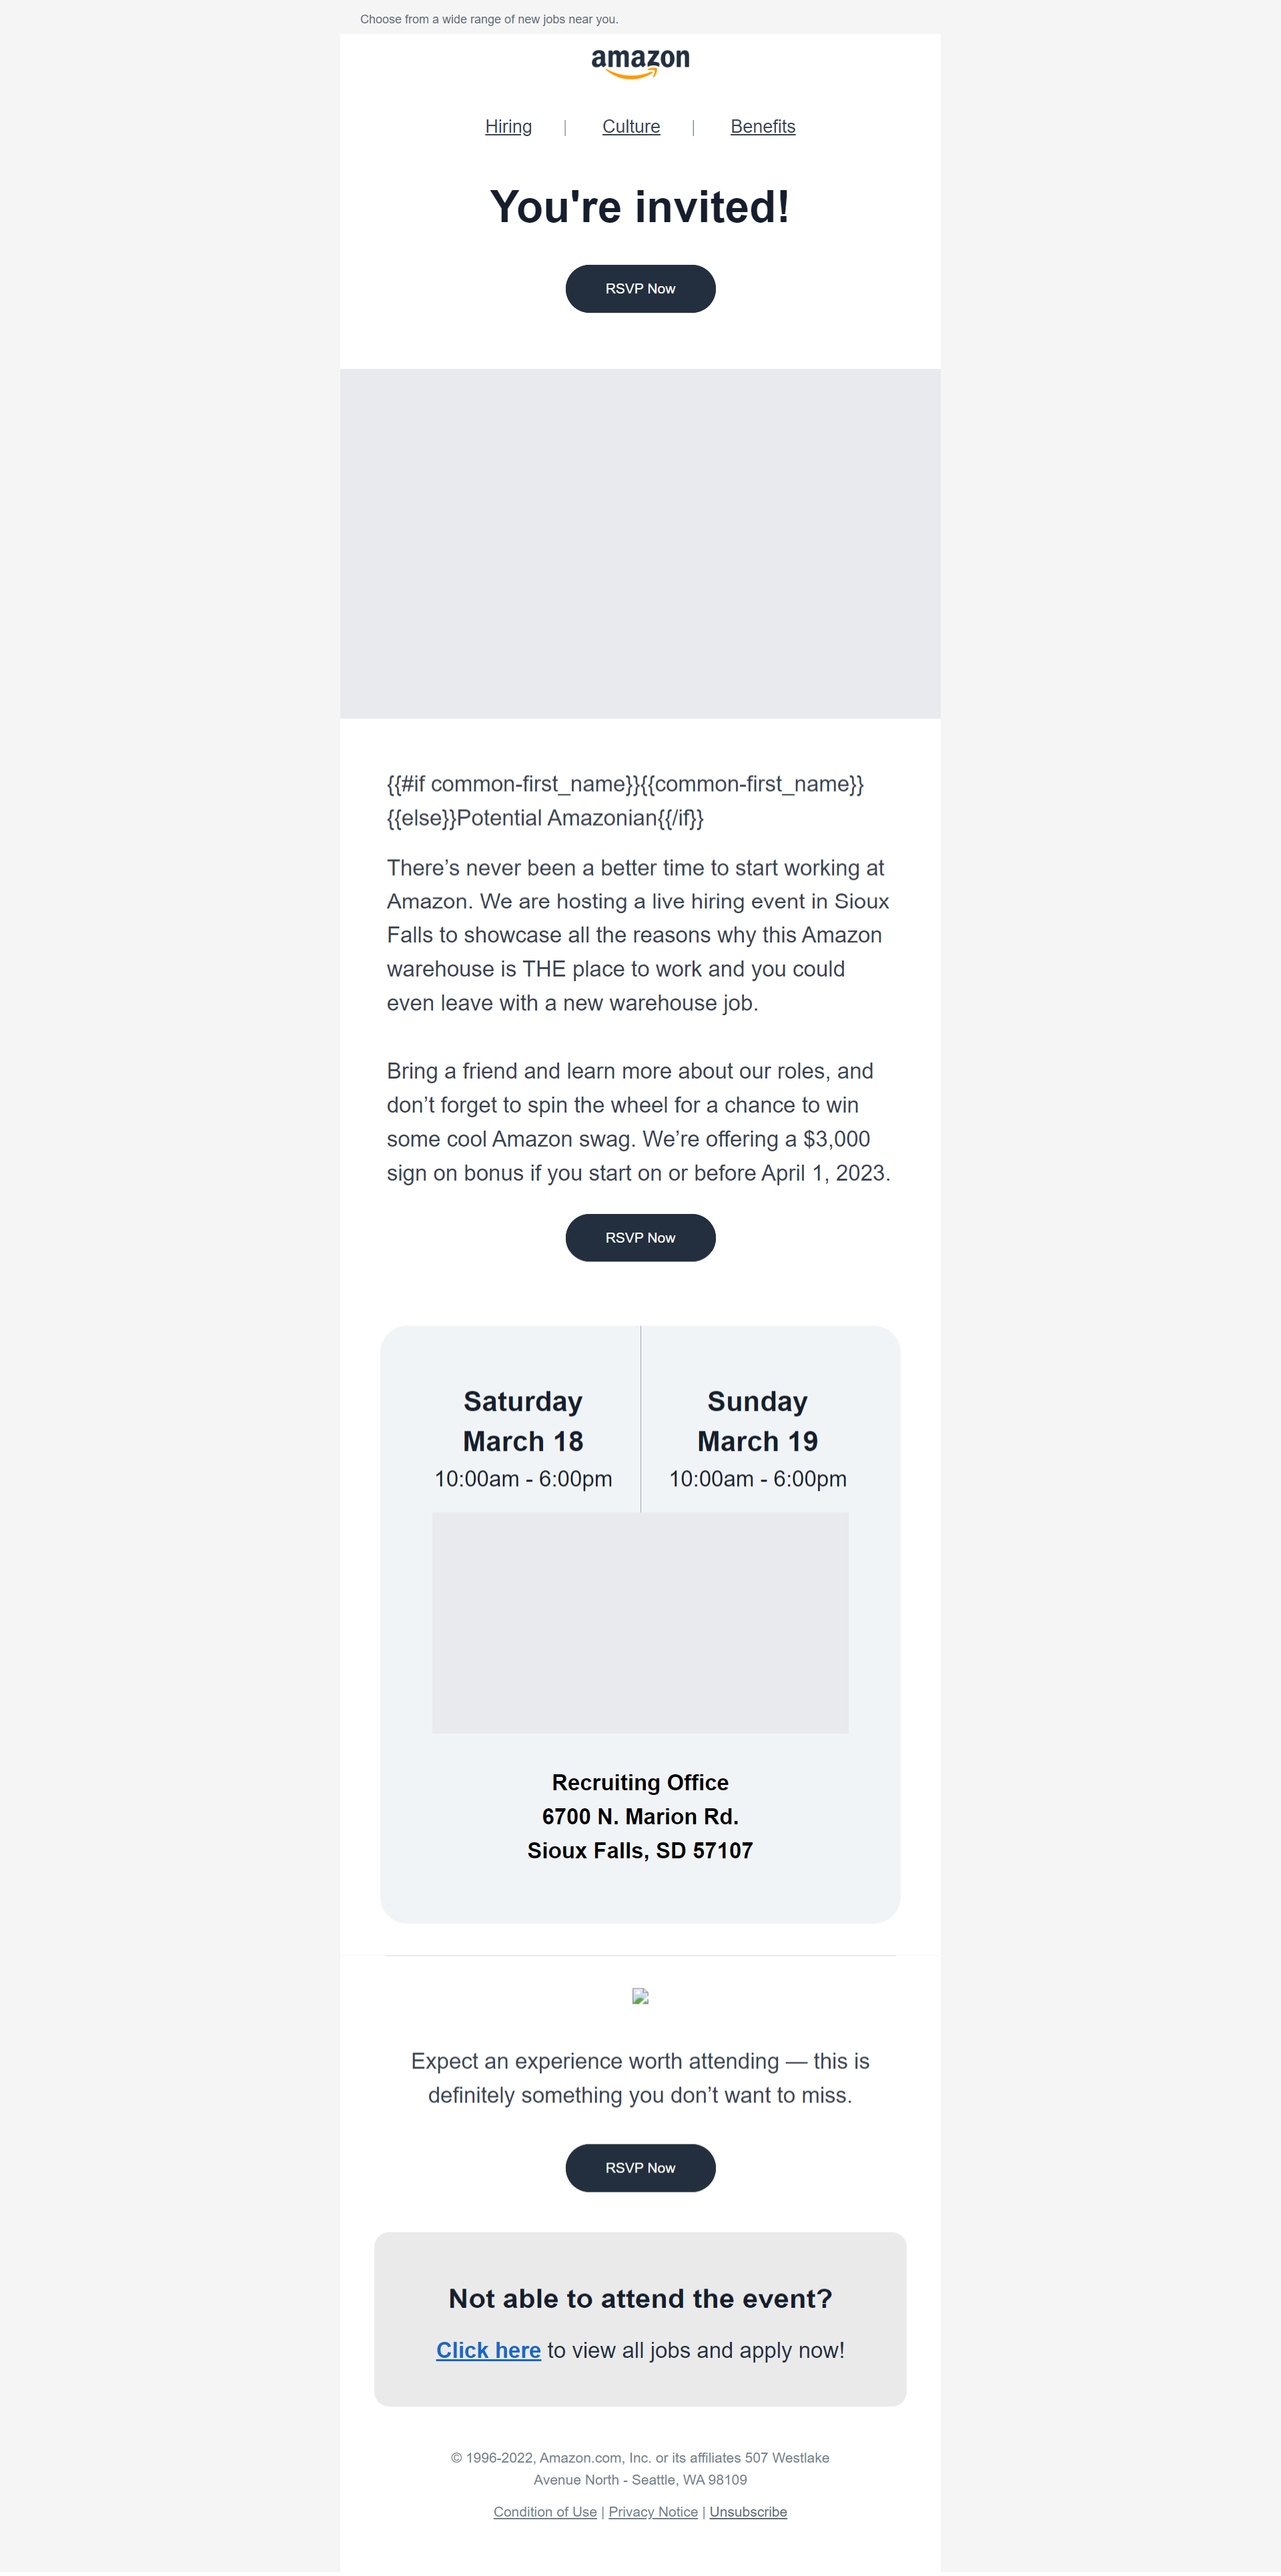 Choose from a wide range of new jobs near you.
amazon
Hiring | Culture | Benefits
You're invited!
RSVP Now
{{#if common-first_name}}{{common-first_name}}
{{else}}Potential Amazonian{{/if}}
There’s never been a better time to start working at
Amazon. We are hosting a live hiring event in Sioux
Falls to showcase all the reasons why this Amazon
warehouse is THE place to work and you could
even leave with a new warehouse job.
Bring a friend and learn more about our roles, and
don’t forget to spin the wheel for a chance to win
some cool Amazon swag. We’re offering a $3,000
sign on bonus if you start on or before April 1, 2023.
RSVP Now
Saturday
March 18
10:00am - 6:00pm
Sunday
March 19
10:00am - 6:00pm
Recruiting Office
6700 N. Marion Rd.
Sioux Falls, SD 57107
Expect an experience worth attending — this is
definitely something you don’t want to miss.
RSVP Now
Not able to attend the event?
Click here to view all jobs and apply now!
© 1996-2022, Amazon.com, Inc. or its affiliates 507 Westlake
Avenue North - Seattle, WA 98109
Condition of Use | Privacy Notice | Unsubscribe